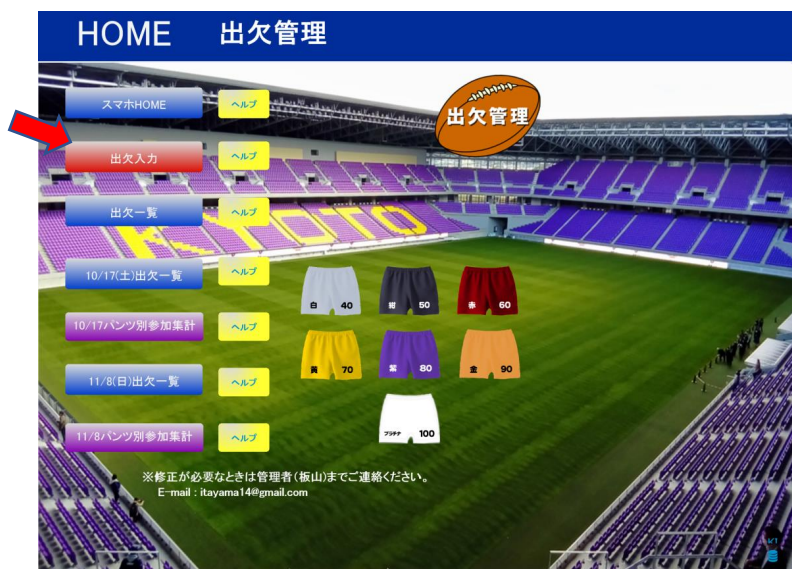 HOME 出欠管理
出欠管理
スマホHOME ヘルプ
出欠入力 ヘルプ
出欠一覧 ヘルプ
KYOTO
10/17(土)出欠一覧 ヘルプ
白 40
紺 50
赤 60
10/17パンツ別参加集計 ヘルプ
黄 70
紫 80
金 90
11/8(日)出欠一覧 ヘルプ
プラチナ 100
11/8パンツ別参加集計 ヘルプ
※修正が必要なときは管理者(板山)までご連絡ください。
E-mail : itayama14@gmail.com